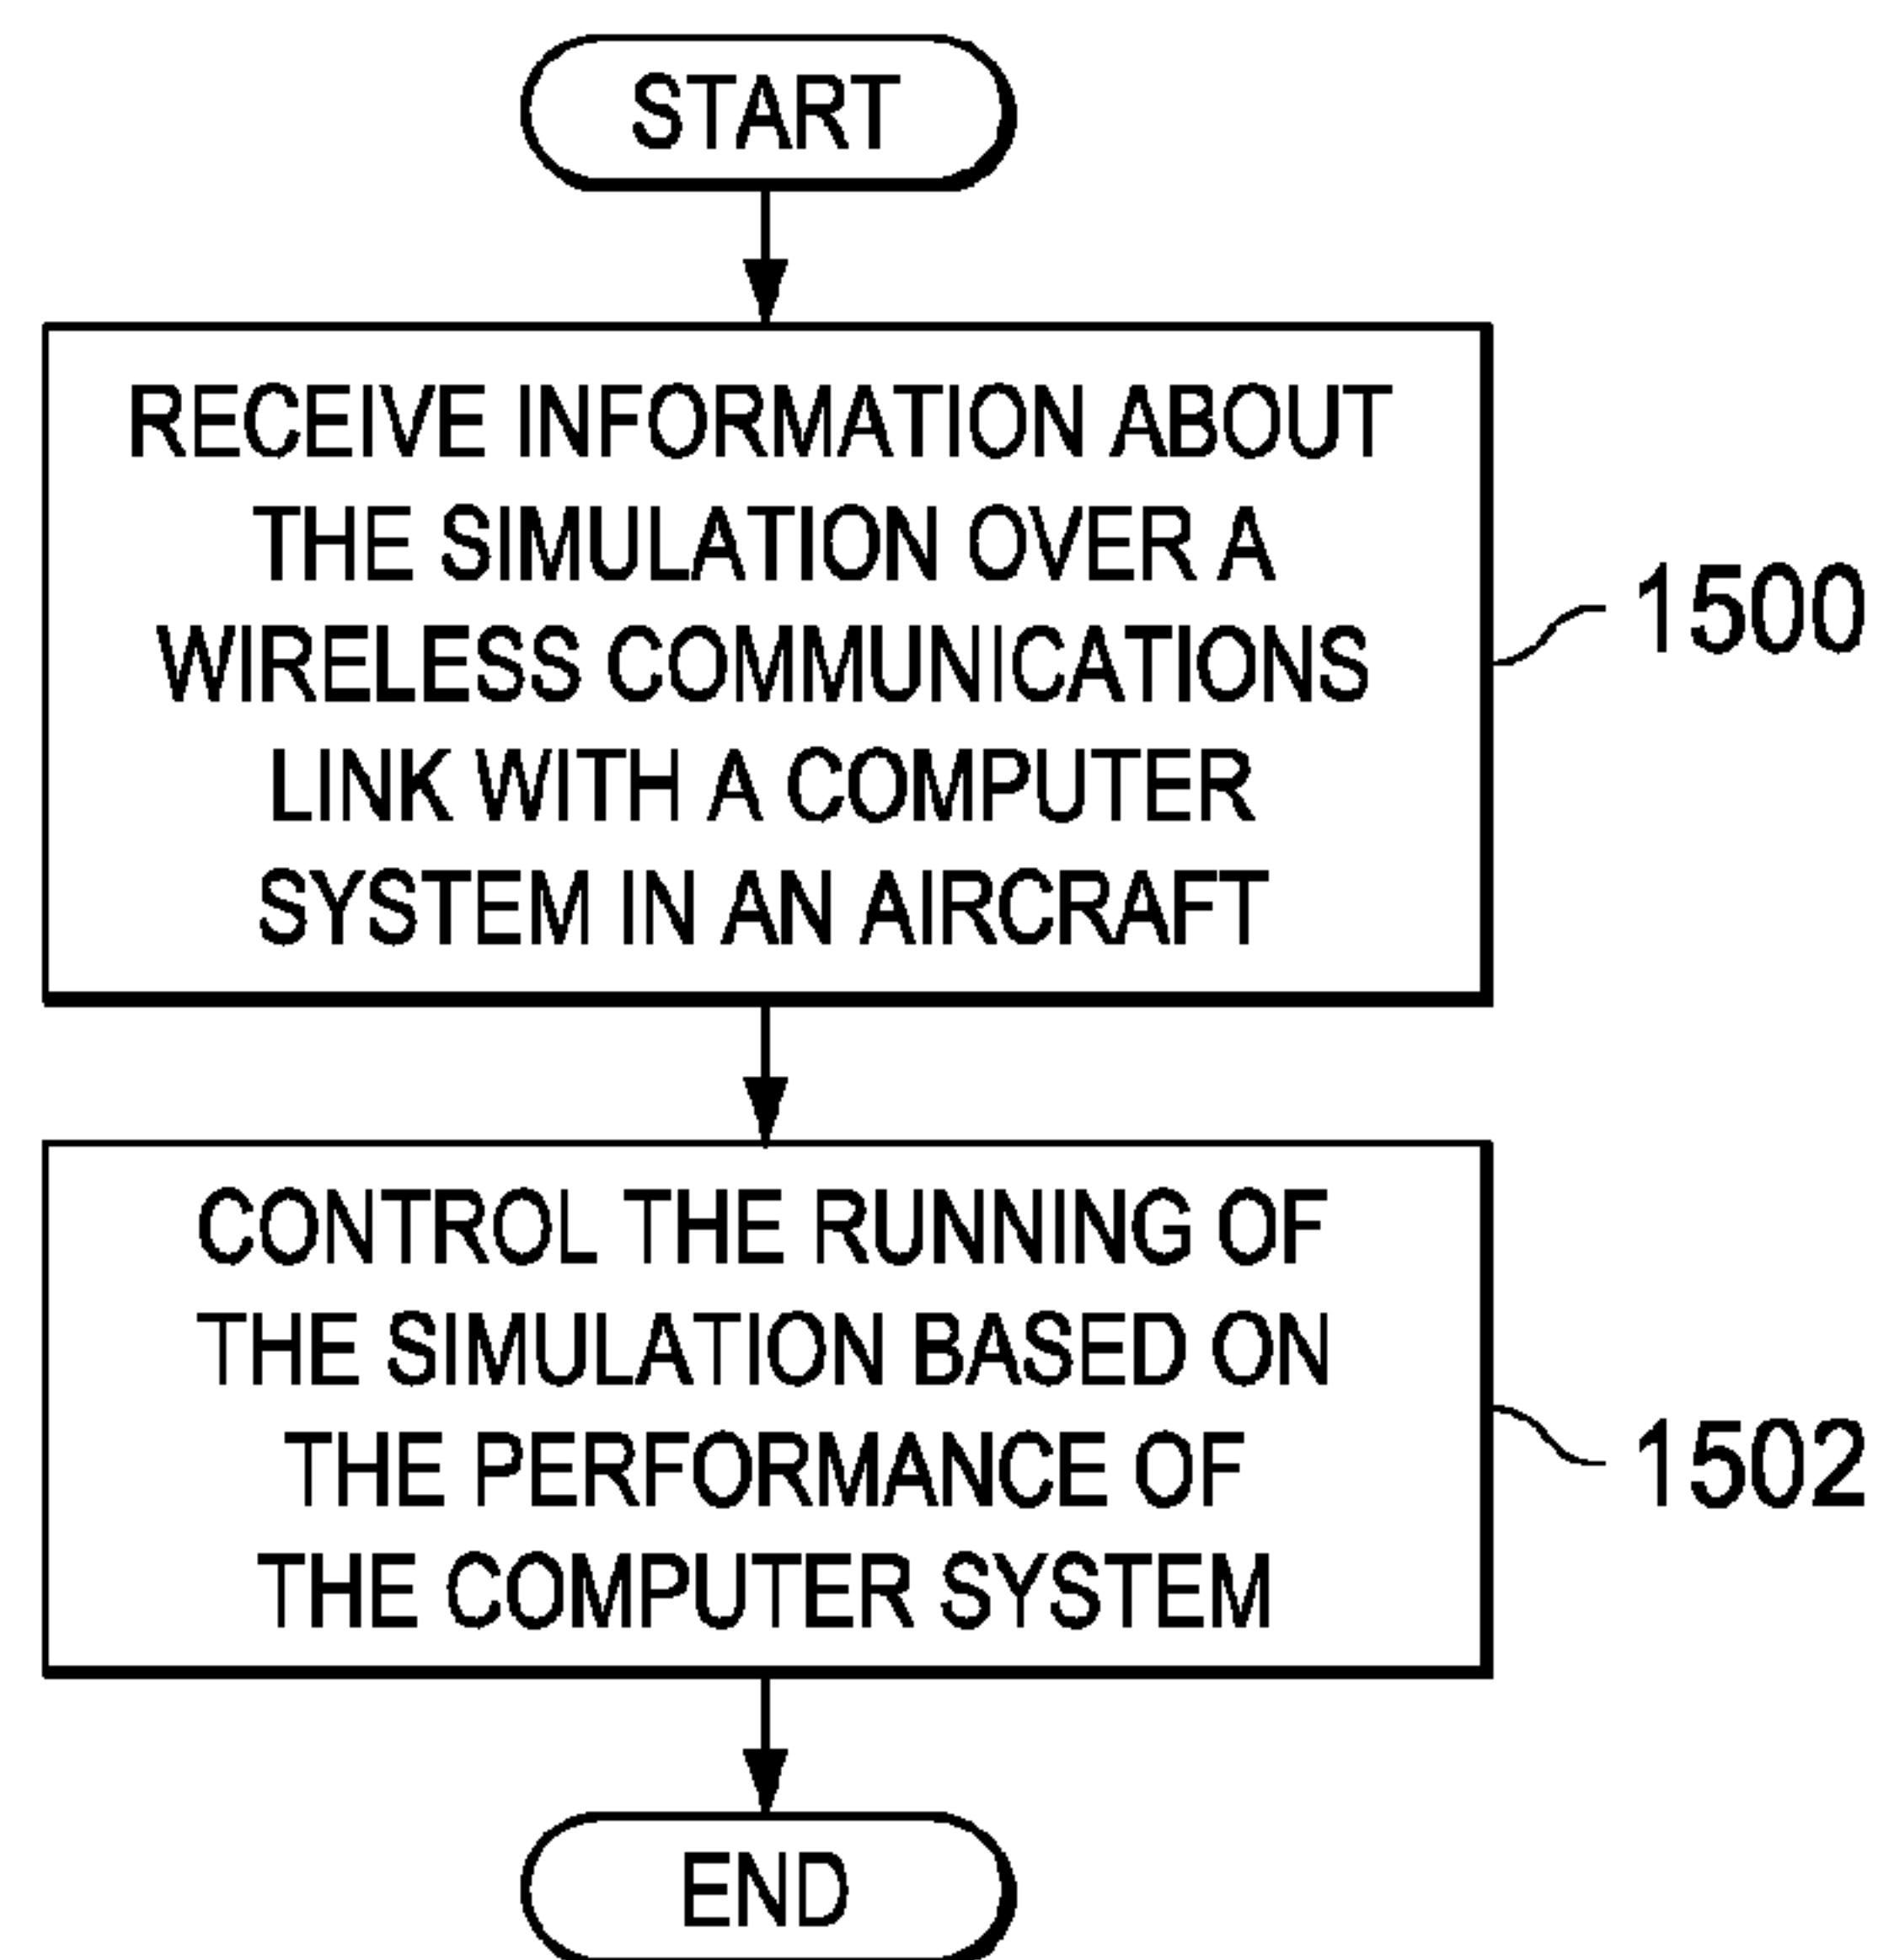 START
RECEIVE INFORMATION ABOUT
THE SIMULATION OVER A
WIRELESS COMMUNICATIONS
LINK WITH A COMPUTER
SYSTEM IN AN AIRCRAFT
1500
CONTROL THE RUNNING OF
THE SIMULATION BASED ON
THE PERFORMANCE OF
THE COMPUTER SYSTEM
1502
END